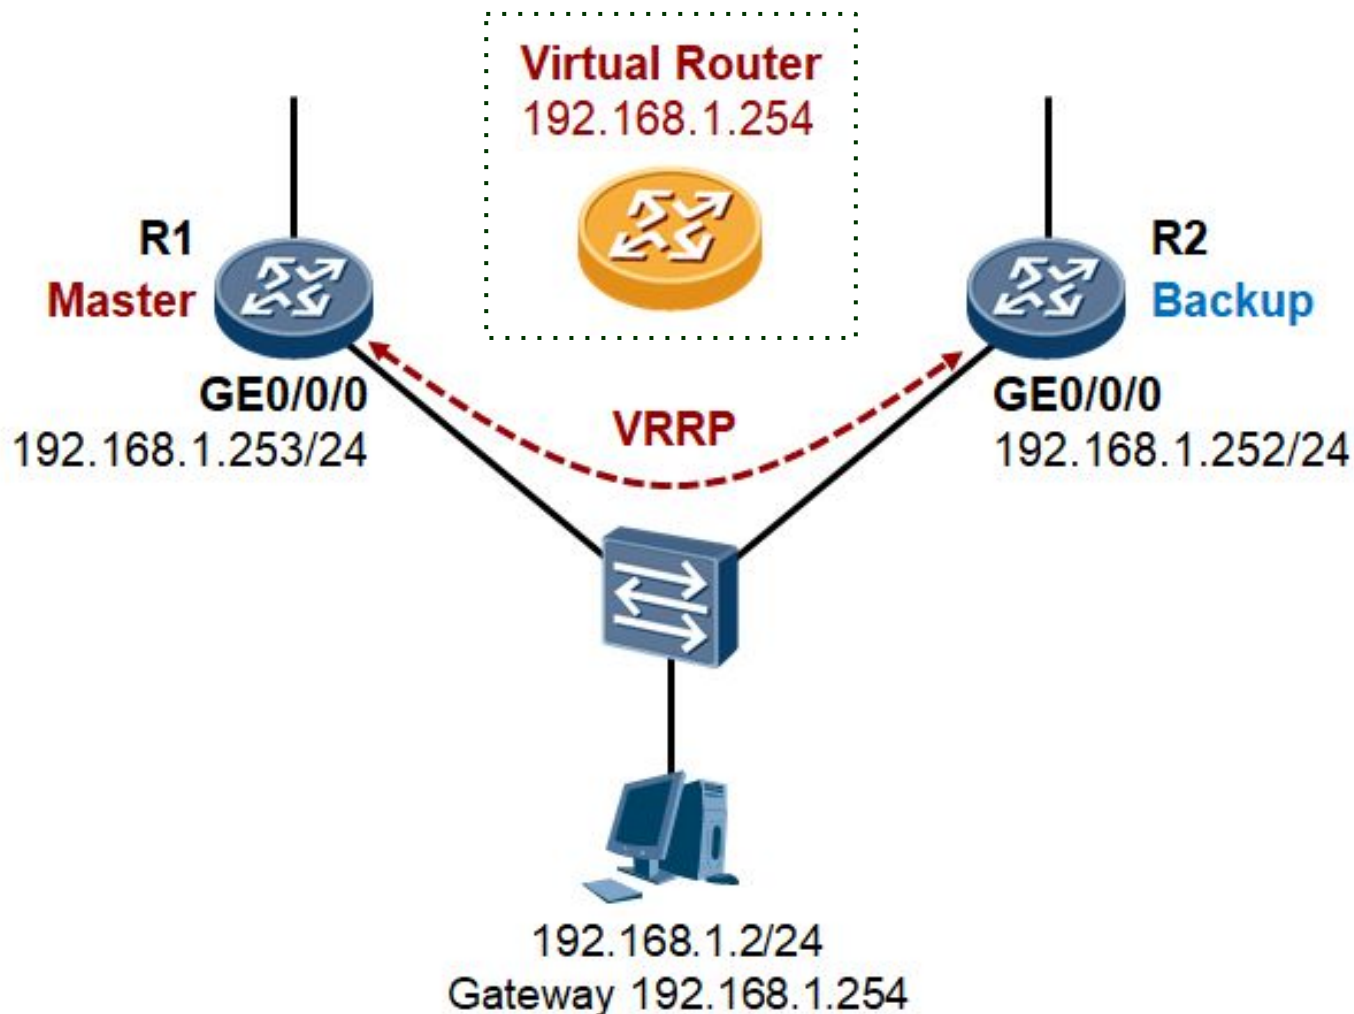 Virtual Router
192.168.1.254
R1
Master
R2
Backup
GE0/0/0
192.168.1.253/24
VRRP
GE0/0/0
192.168.1.252/24
192.168.1.2/24
Gateway 192.168.1.254